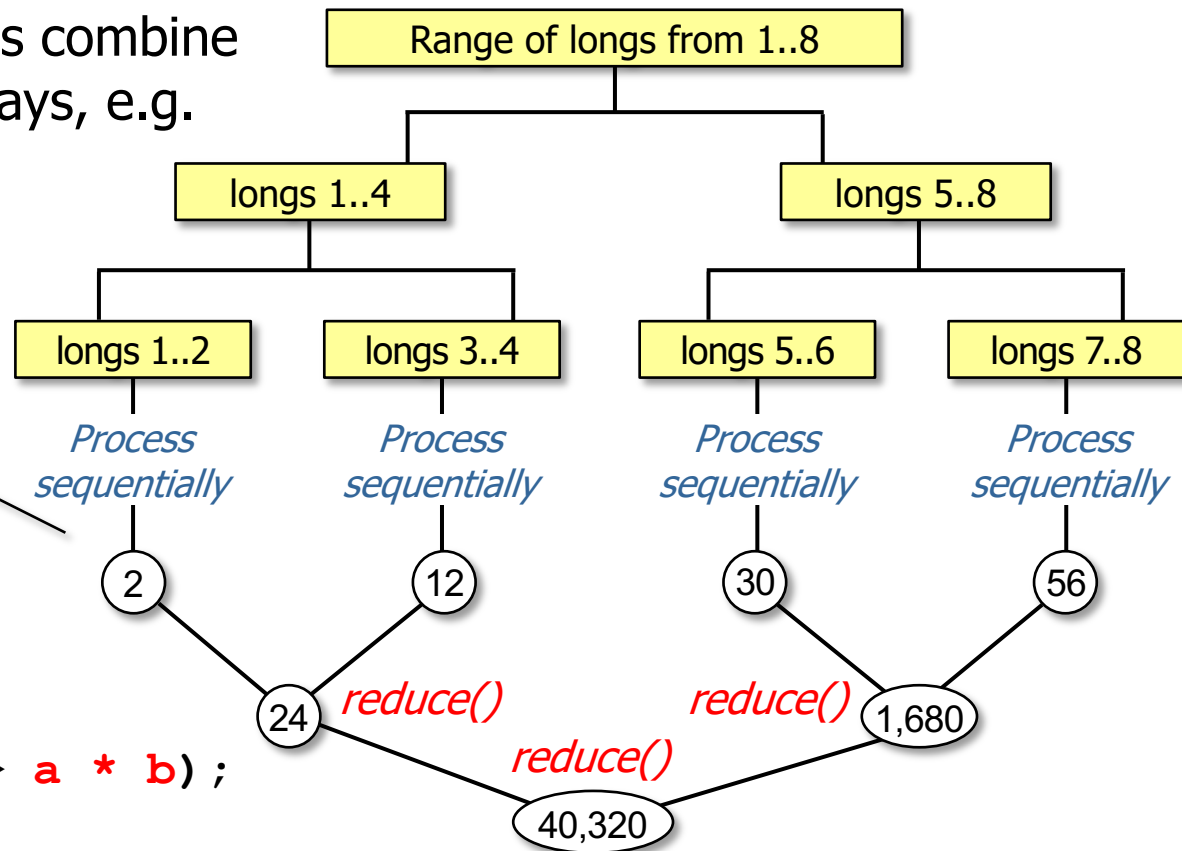 s combine
ays, e.g.
Range of longs from 1..8
longs 1..4
longs 5..8
longs 1..2
longs 3..4
longs 5..6
longs 7..8
Process
sequentially
Process
sequentially
Process
sequentially
Process
sequentially
2
12
30
56
24
reduce()
reduce()
1,680
reduce()
a * b);
40,320